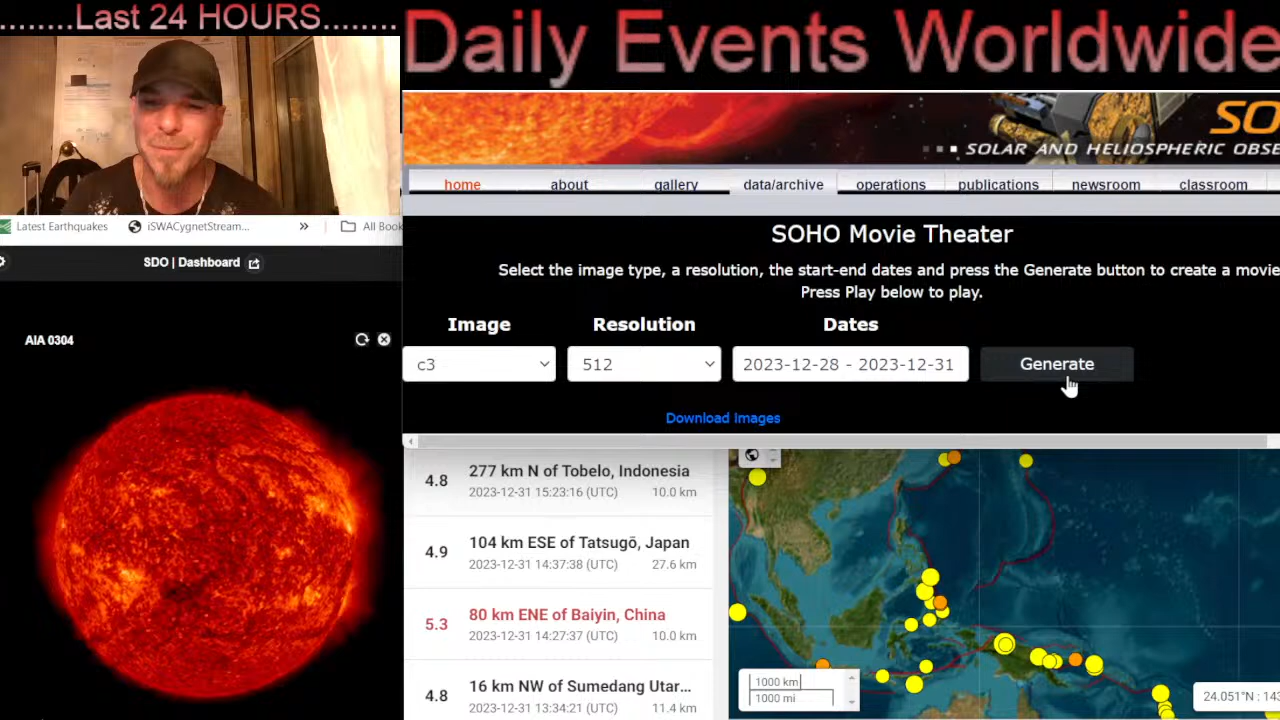 ........Last 24 HOURS........
Daily Events Worldwide
SO
SOLAR AND HELIOSPHERIC OBSE
home about gallery data/archive operations publications newsroom classroom
Latest Earthquakes iSWACygnetStream... » All Book
SOHO Movie Theater
SDO | Dashboard
Select the image type, a resolution, the start-end dates and press the Generate button to create a movie
Press Play below to play.
Image Resolution Dates
AIA 0304
c3 512 2023-12-28 - 2023-12-31 Generate
Download Images
4.8 277 km N of Tobelo, Indonesia
2023-12-31 15:23:16 (UTC) 10.0 km
4.9 104 km ESE of Tatsugō, Japan
2023-12-31 14:37:38 (UTC) 27.6 km
5.3 80 km ENE of Baiyin, China
2023-12-31 14:27:37 (UTC) 10.0 km
4.8 16 km NW of Sumedang Utar...
2023-12-31 13:34:21 (UTC) 11.4 km
1000 km
1000 mi
24.051°N : 143